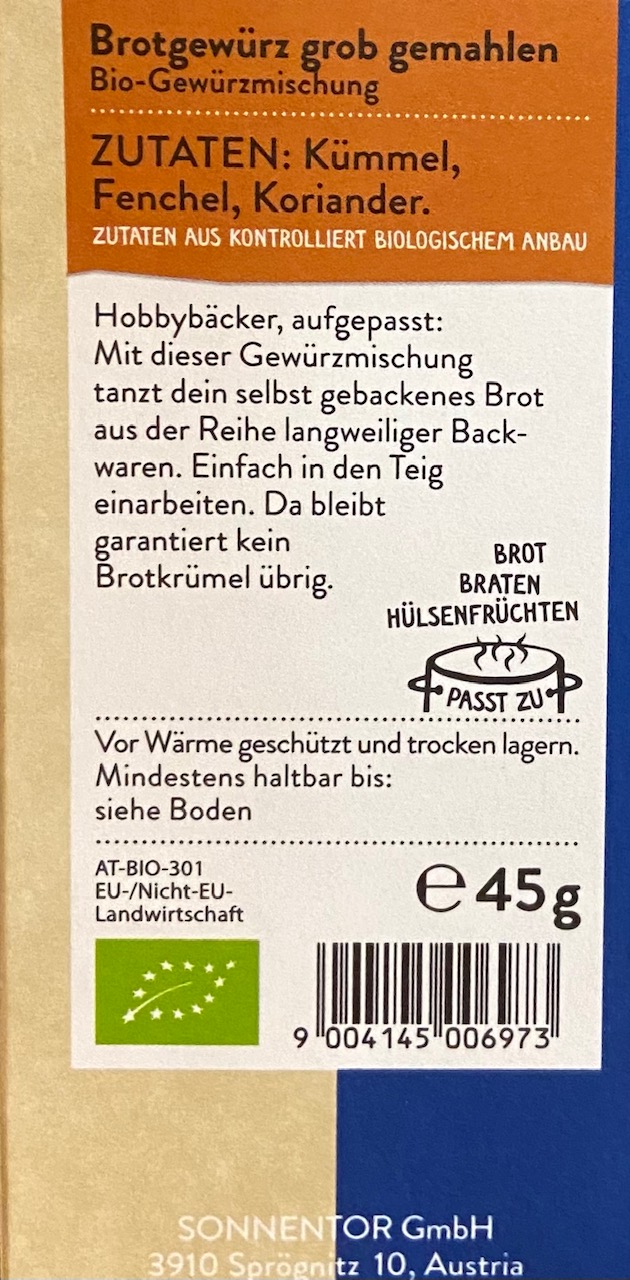 Brotgewürz grob gemahlen
Bio-Gewürzmischung
ZUTATEN: Kümmel,
Fenchel, Koriander.
ZUTATEN AUS KONTROLLIERT BIOLOGISCHEM ANBAU
Hobbybäcker, aufgepasst:
Mit dieser Gewürzmischung
tanzt dein selbst gebackenes Brot
aus der Reihe langweiliger Back-
waren. Einfach in den Teig
einarbeiten. Da bleibt
garantiert kein
Brotkrümel übrig.
BROT
BRATEN
HÜLSENFRÜCHTEN
PASST ZU
Vor Wärme geschützt und trocken lagern.
Mindestens haltbar bis:
siehe Boden
AT-BIO-301
EU-/Nicht-EU-
Landwirtschaft
℮ 45g
9 004145 006973
SONNENTOR GmbH
3910 Sprögnitz 10, Austria